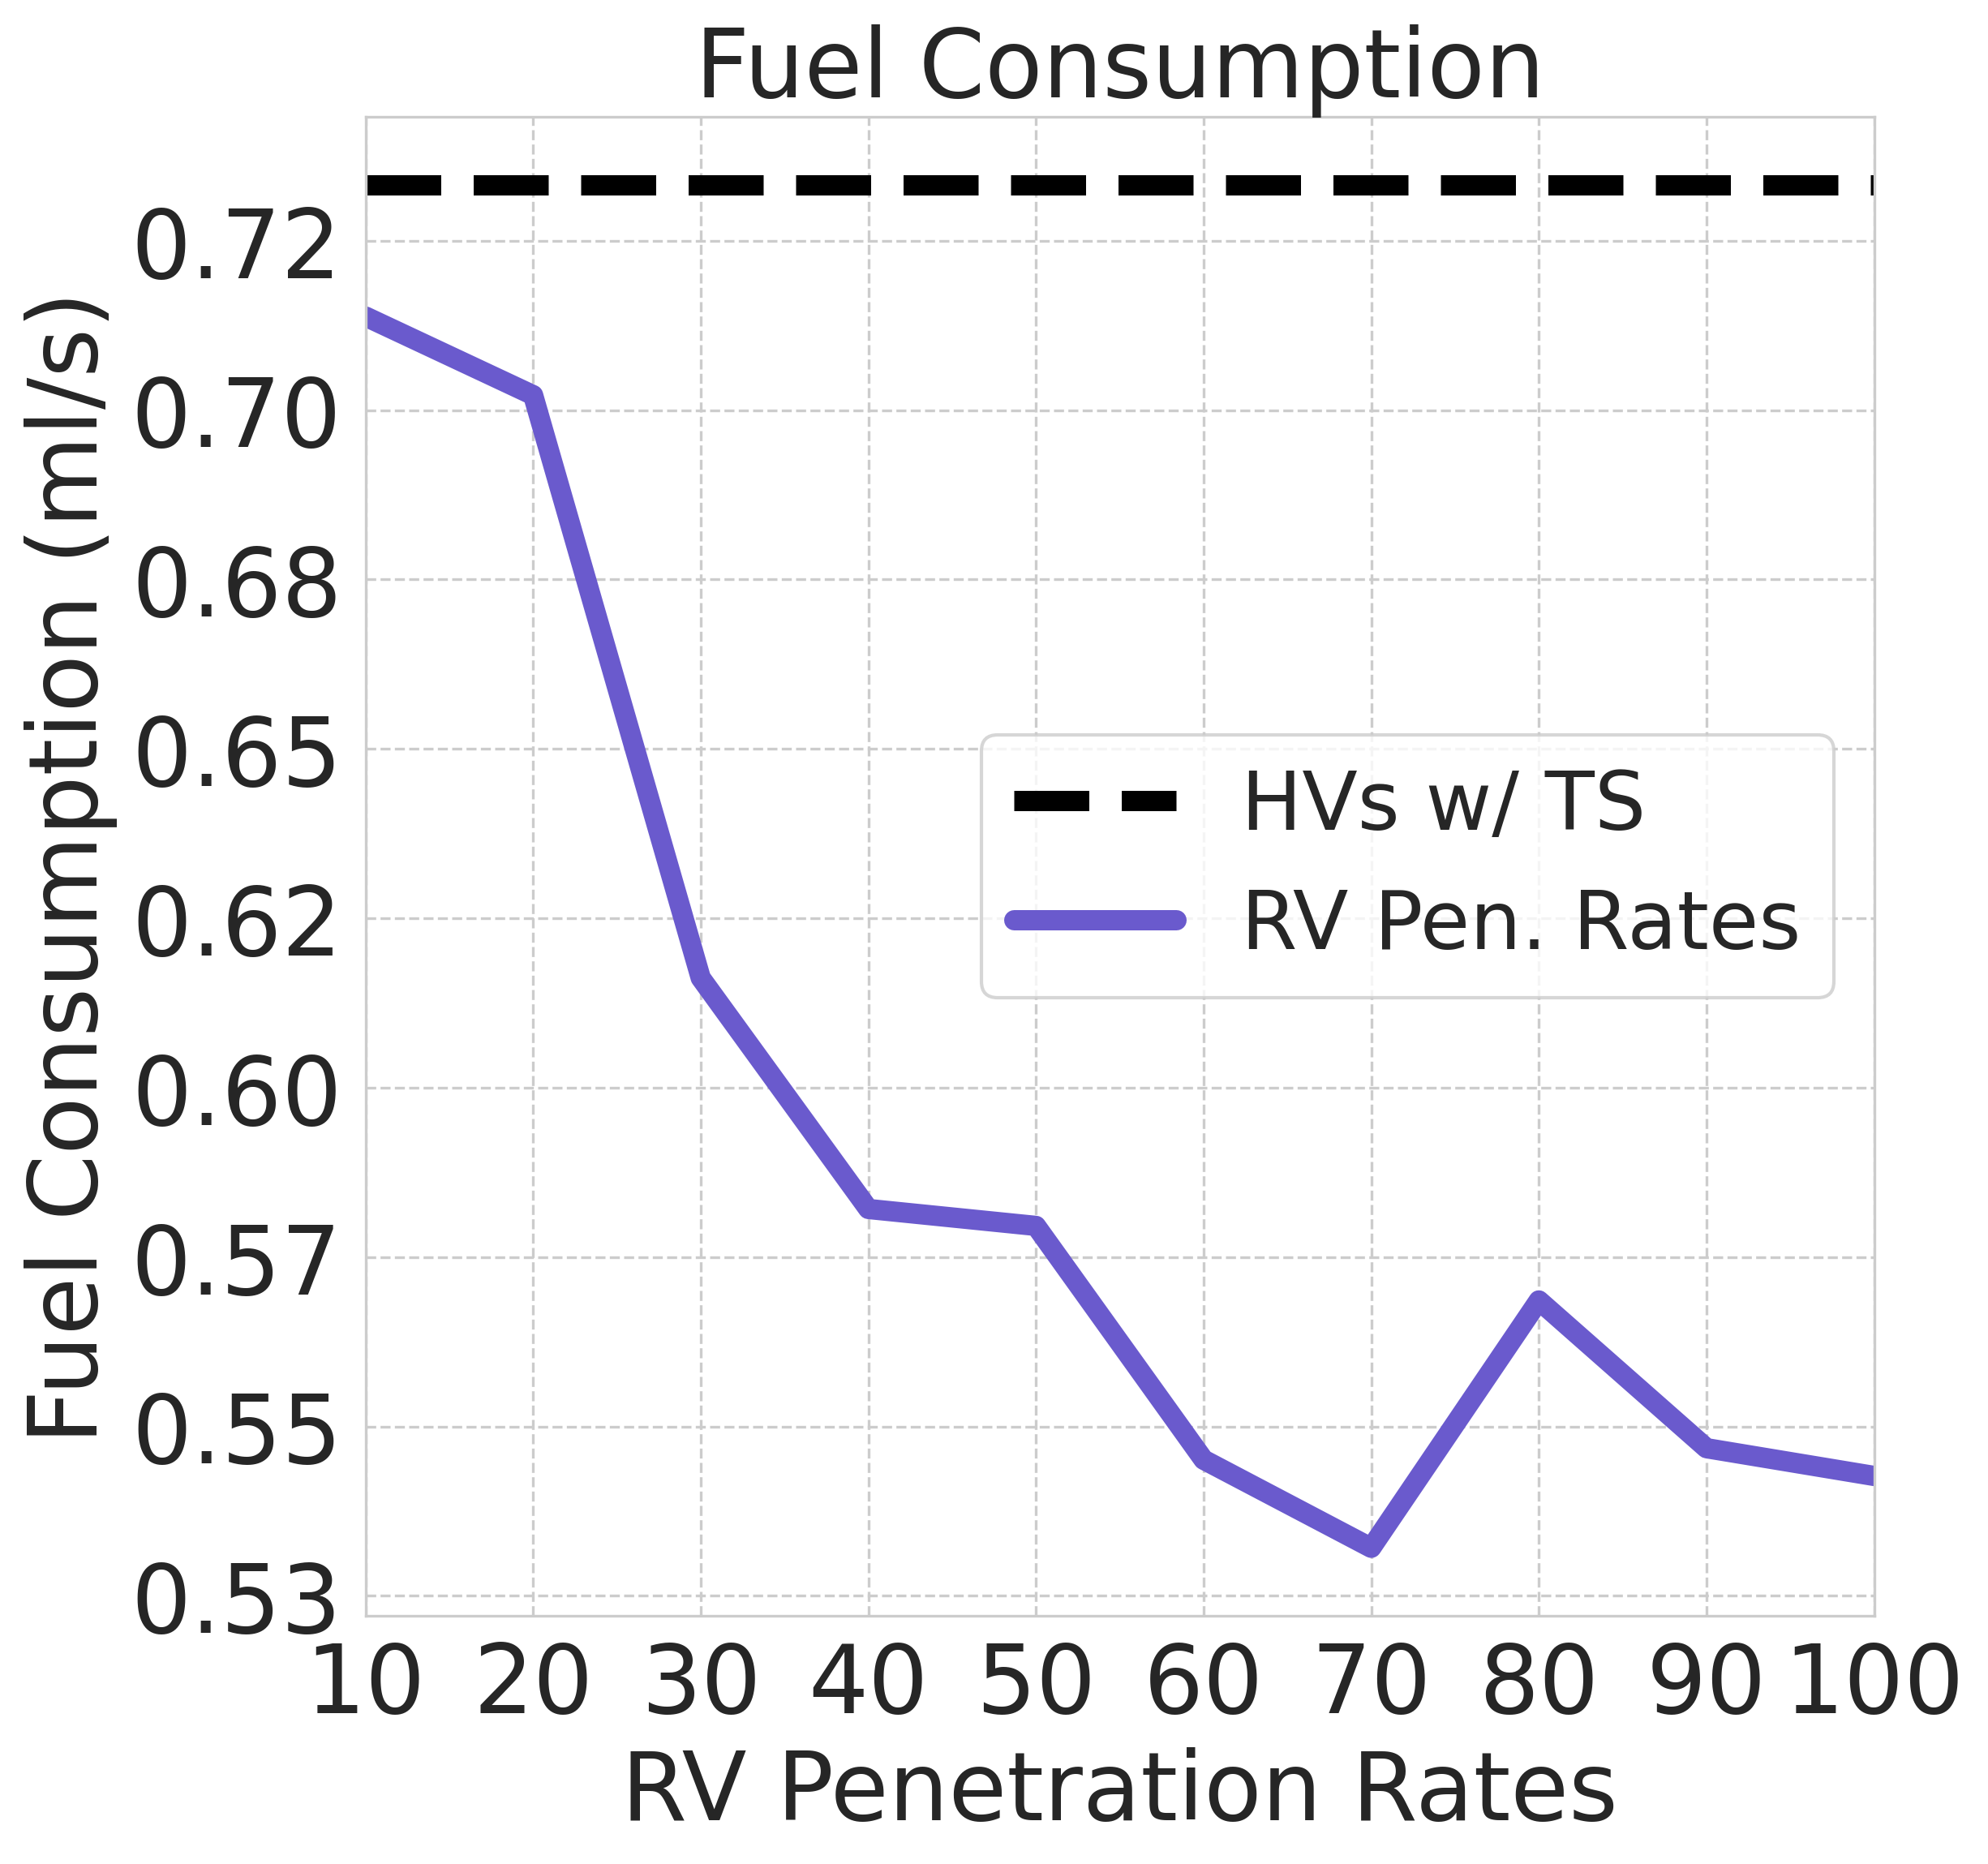 Fuel Consumption
Fuel Consumption (ml/s)
0.72
0.70
0.68
0.65
0.62
0.60
0.57
0.55
0.53
HVs w/ TS
RV Pen. Rates
10 20 30 40 50 60 70 80 90 100
RV Penetration Rates